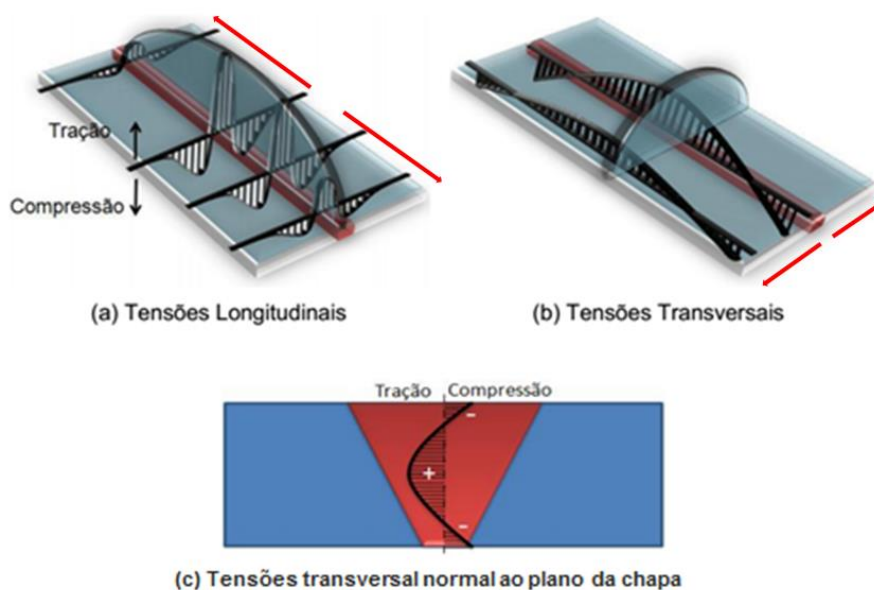 Tração
Compressão
(a) Tensões Longitudinais
(b) Tensões Transversais
Tração Compressão
-
+
-
(c) Tensões transversal normal ao plano da chapa